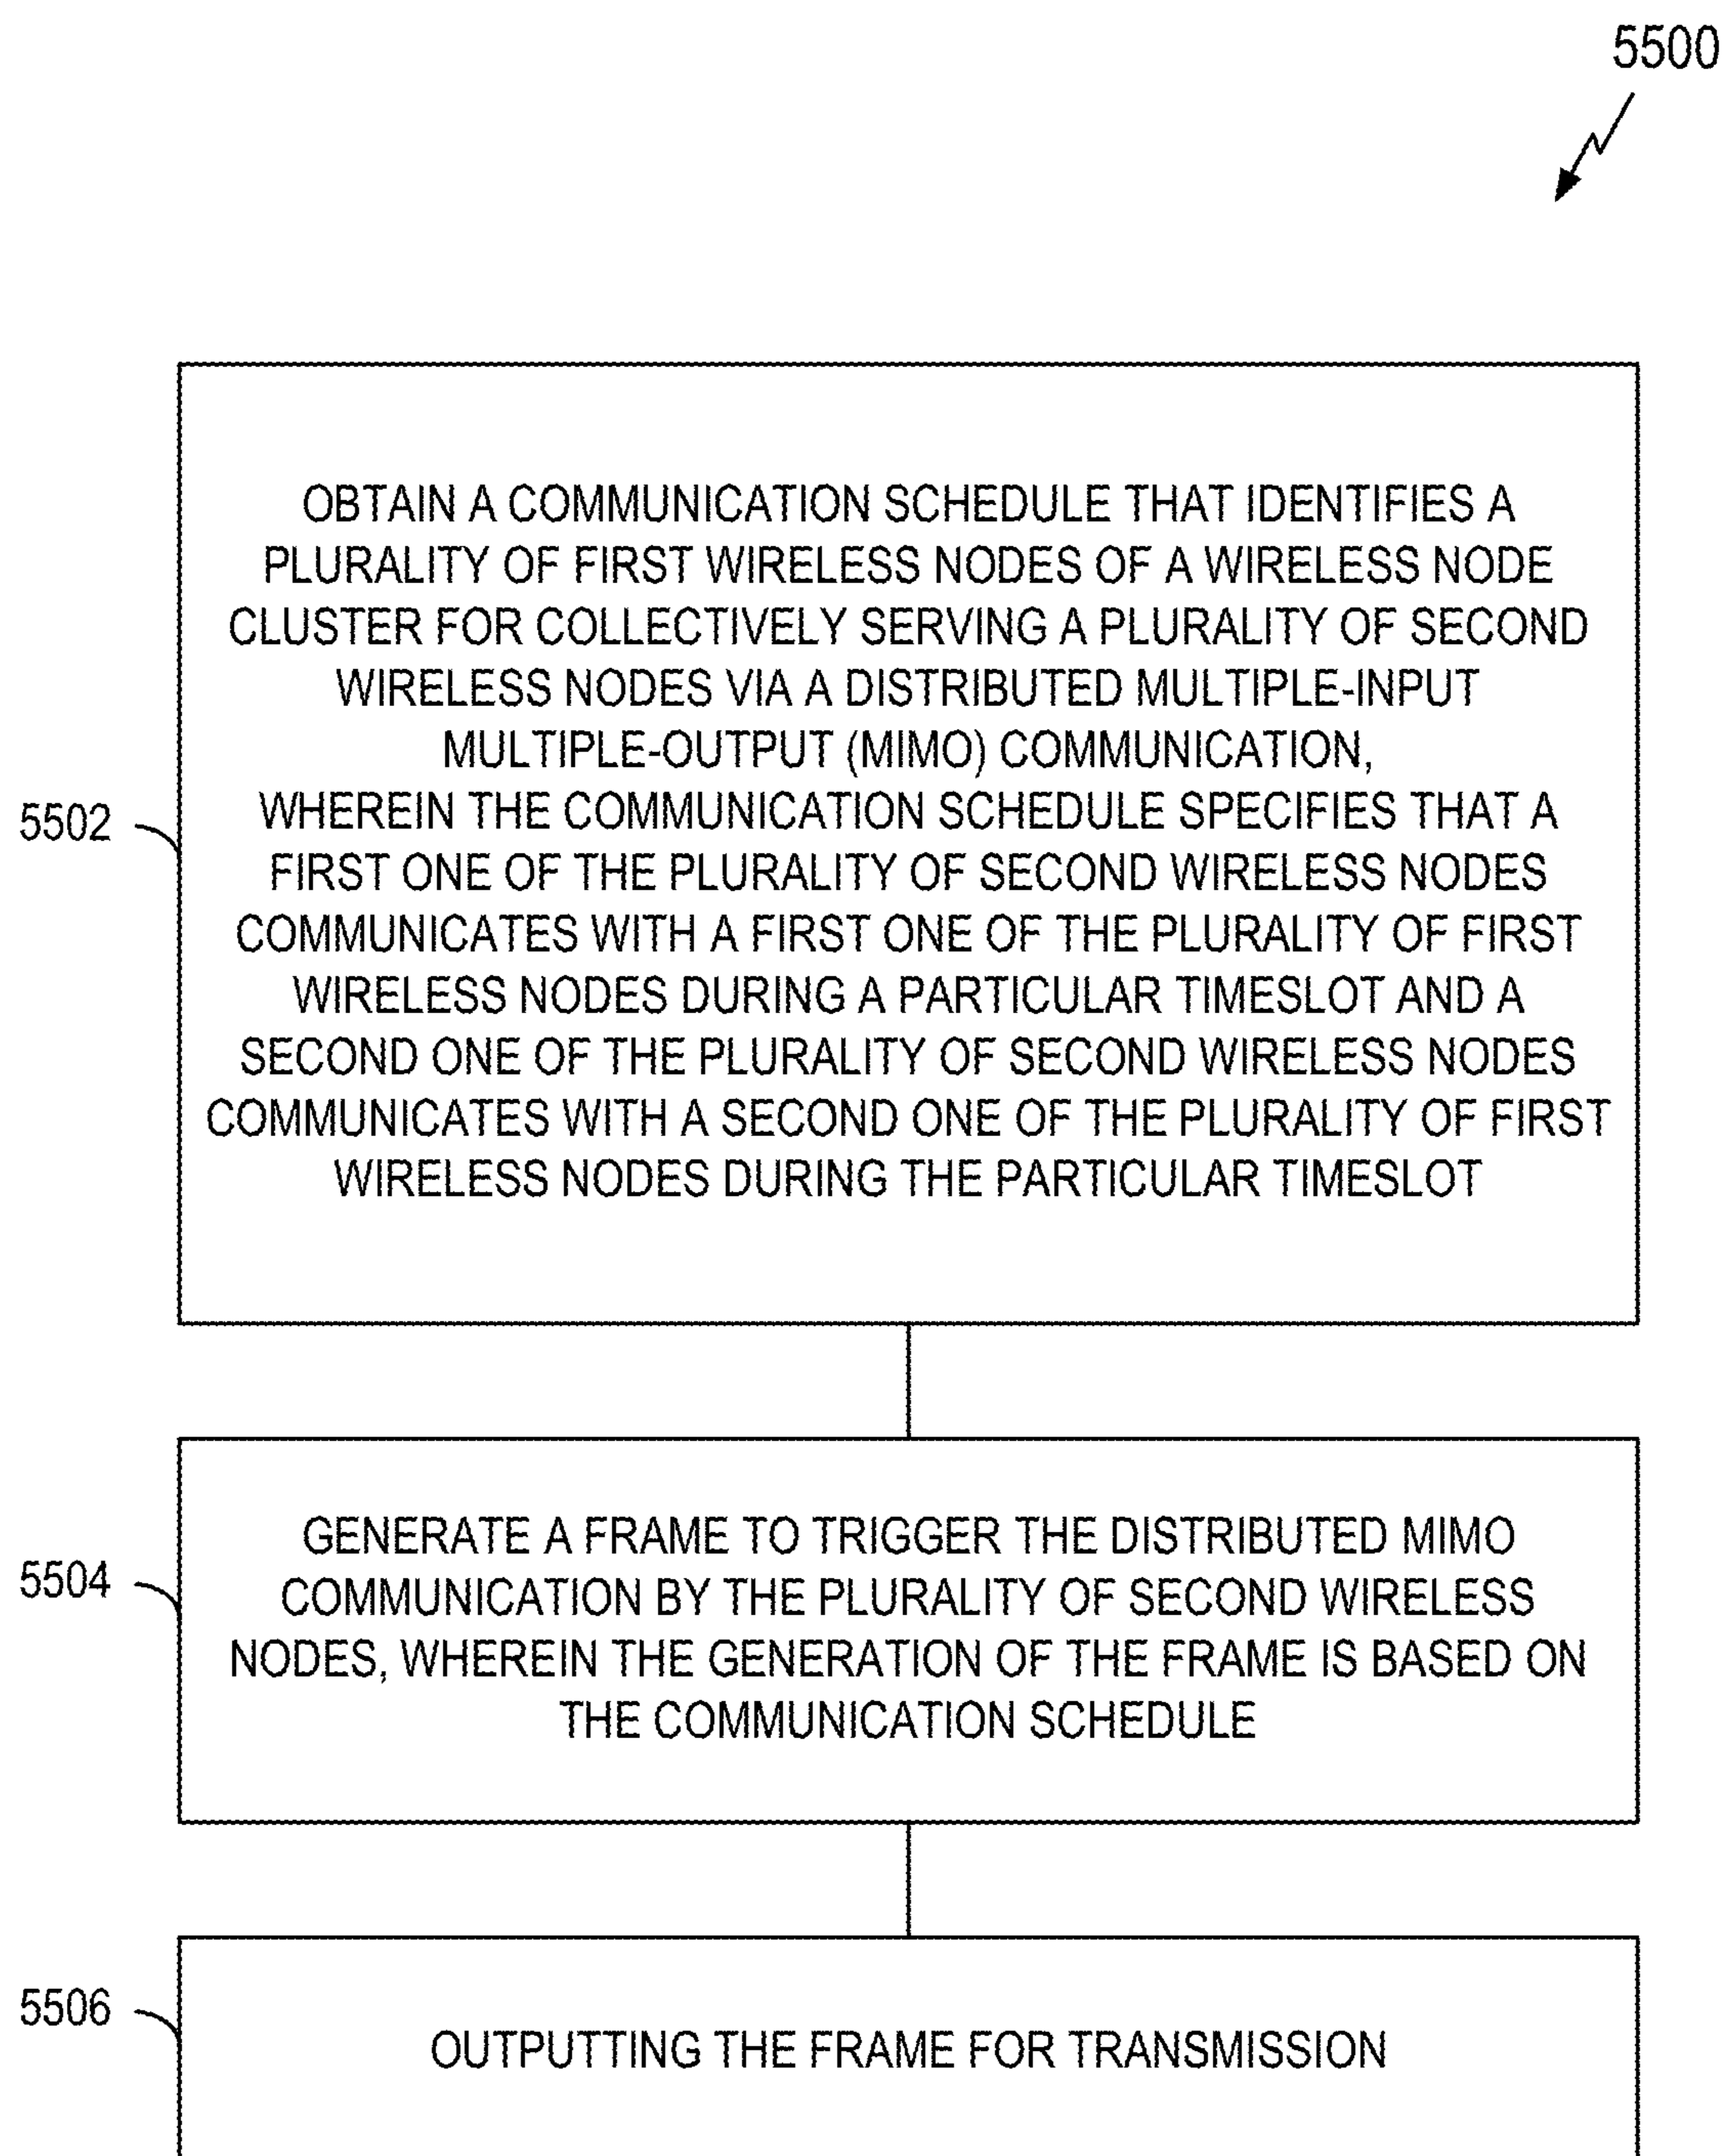 5500
OBTAIN A COMMUNICATION SCHEDULE THAT IDENTIFIES A
PLURALITY OF FIRST WIRELESS NODES OF A WIRELESS NODE
CLUSTER FOR COLLECTIVELY SERVING A PLURALITY OF SECOND
WIRELESS NODES VIA A DISTRIBUTED MULTIPLE-INPUT
MULTIPLE-OUTPUT (MIMO) COMMUNICATION,
5502
WHEREIN THE COMMUNICATION SCHEDULE SPECIFIES THAT A
FIRST ONE OF THE PLURALITY OF SECOND WIRELESS NODES
COMMUNICATES WITH A FIRST ONE OF THE PLURALITY OF FIRST
WIRELESS NODES DURING A PARTICULAR TIMESLOT AND A
SECOND ONE OF THE PLURALITY OF SECOND WIRELESS NODES
COMMUNICATES WITH A SECOND ONE OF THE PLURALITY OF FIRST
WIRELESS NODES DURING THE PARTICULAR TIMESLOT
5504
GENERATE A FRAME TO TRIGGER THE DISTRIBUTED MIMO
COMMUNICATION BY THE PLURALITY OF SECOND WIRELESS
NODES, WHEREIN THE GENERATION OF THE FRAME IS BASED ON
THE COMMUNICATION SCHEDULE
5506
OUTPUTTING THE FRAME FOR TRANSMISSION